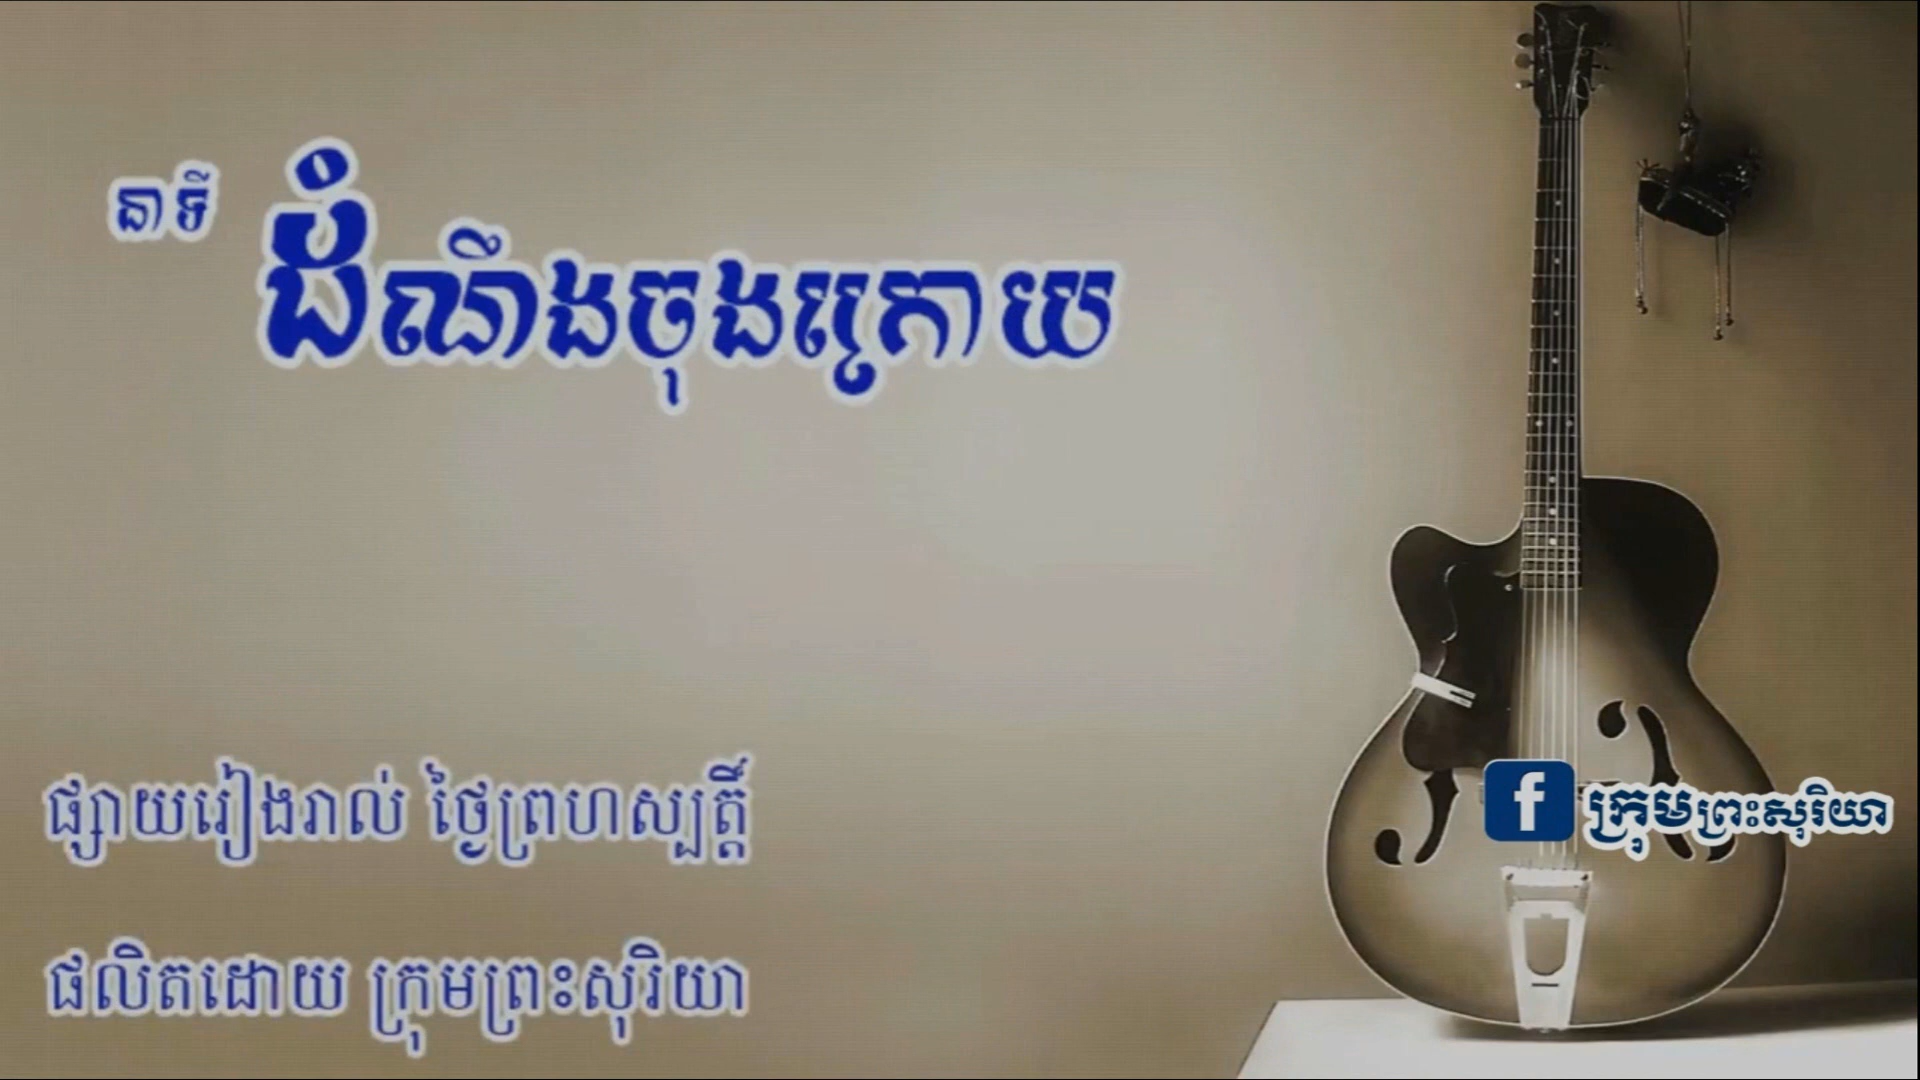 នាទី ដំណឹងចុងក្រោយ
ផ្សាយរៀងរាល់ ថ្ងៃព្រហស្បត្តិ៍
f ក្រុមព្រះសុរិយា
ផលិតដោយ ក្រុមព្រះសុរិយា